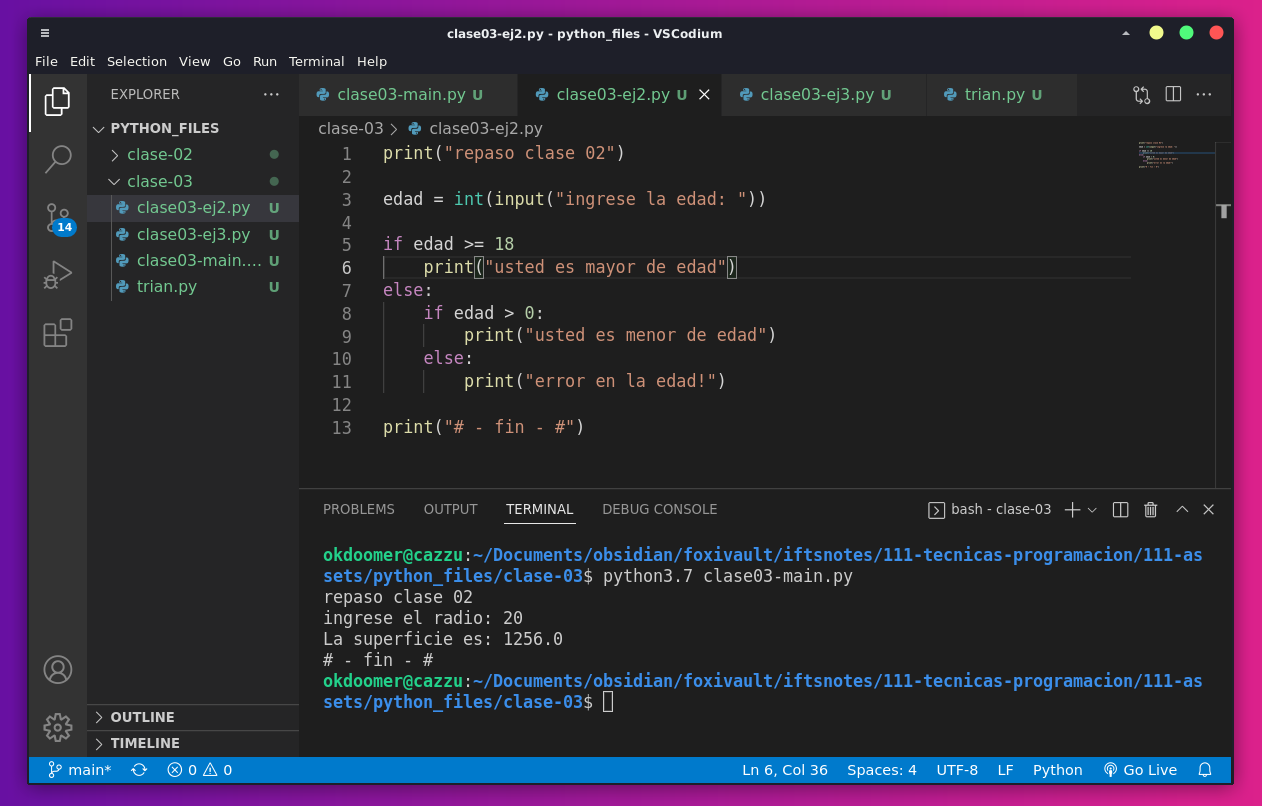 clase03-ej2.py - python_files - VSCodium
File Edit Selection View Go Run Terminal Help
EXPLORER
PYTHON_FILES
clase-02
clase-03
clase03-ej2.py U
clase03-ej3.py U
clase03-main.... U
trian.py U
14
OUTLINE
TIMELINE
clase03-main.py U clase03-ej2.py U clase03-ej3.py U trian.py U
clase-03 > clase03-ej2.py
1 print("repaso clase 02")
2
3 edad = int(input("ingrese la edad: "))
4
5 if edad >= 18
6     print("usted es mayor de edad")
7 else:
8     if edad > 0:
9         print("usted es menor de edad")
10     else:
11         print("error en la edad!")
12
13 print("# - fin - #")
PROBLEMS OUTPUT TERMINAL DEBUG CONSOLE bash - clase-03
okdoomer@cazzu:~/Documents/obsidian/foxivault/iftsnotes/111-tecnicas-programacion/111-as
sets/python_files/clase-03$ python3.7 clase03-main.py
repaso clase 02
ingrese el radio: 20
La superficie es: 1256.0
# - fin - #
okdoomer@cazzu:~/Documents/obsidian/foxivault/iftsnotes/111-tecnicas-programacion/111-as
sets/python_files/clase-03$
main* 0 0 Ln 6, Col 36 Spaces: 4 UTF-8 LF Python Go Live